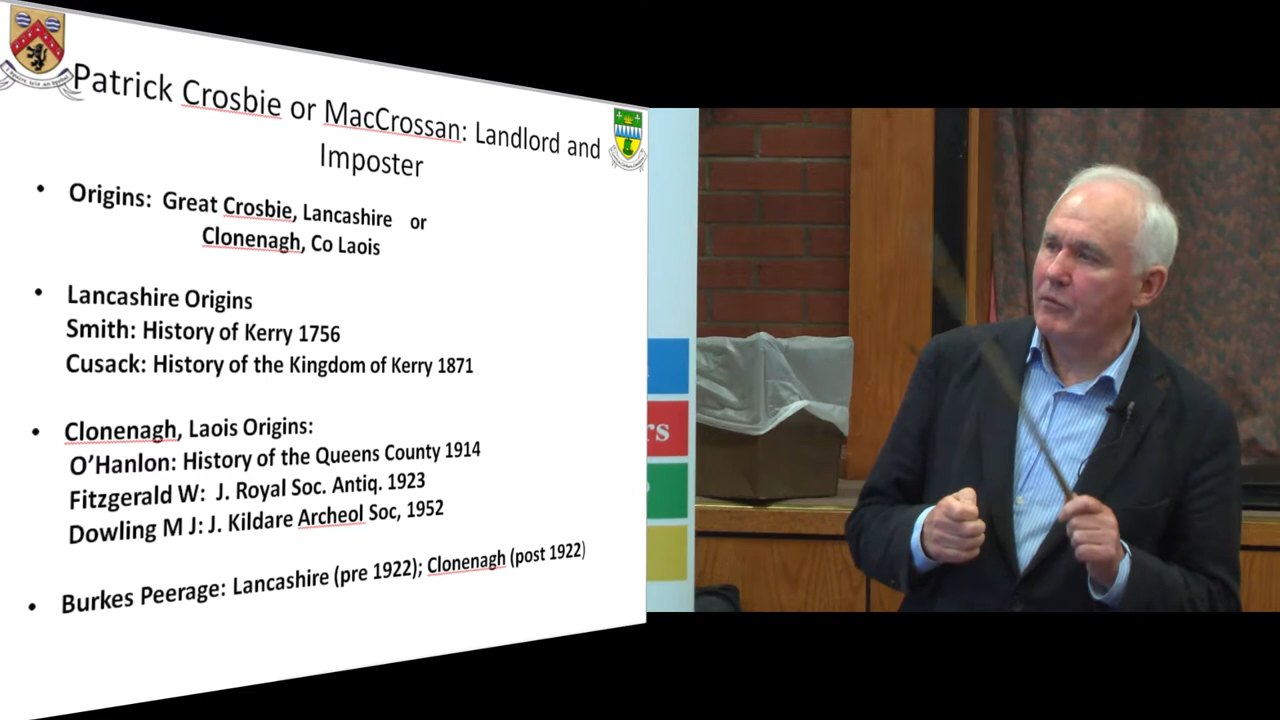 Patrick Crosbie or MacCrossan: Landlord and
Imposter
• Origins: Great Crosbie, Lancashire or
Clonenagh, Co Laois
• Lancashire Origins
Smith: History of Kerry 1756
Cusack: History of the Kingdom of Kerry 1871
• Clonenagh, Laois Origins:
O'Hanlon: History of the Queens County 1914
Fitzgerald W: J. Royal Soc. Antiq. 1923
Dowling M J: J. Kildare Archeol Soc, 1952
• Burkes Peerage: Lancashire (pre 1922); Clonenagh (post 1922)
rs